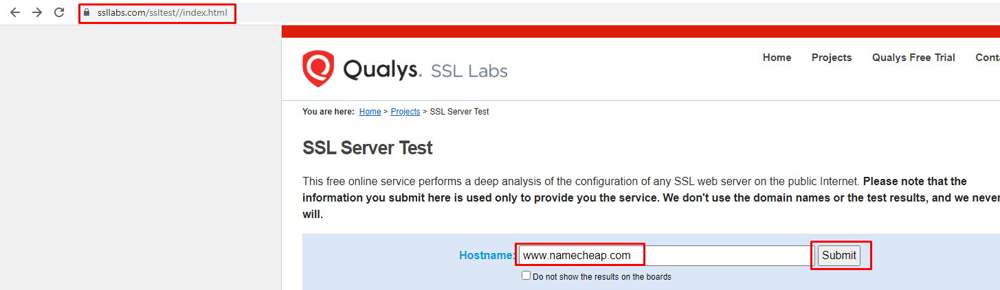 ssllabs.com/ssltest//index.html
Qualys. SSL Labs
Home Projects Qualys Free Trial Cont
You are here: Home > Projects > SSL Server Test
SSL Server Test
This free online service performs a deep analysis of the configuration of any SSL web server on the public Internet. Please note that the
information you submit here is used only to provide you the service. We don't use the domain names or the test results, and we never
will.
Hostname: www.namecheap.com Submit
Do not show the results on the boards